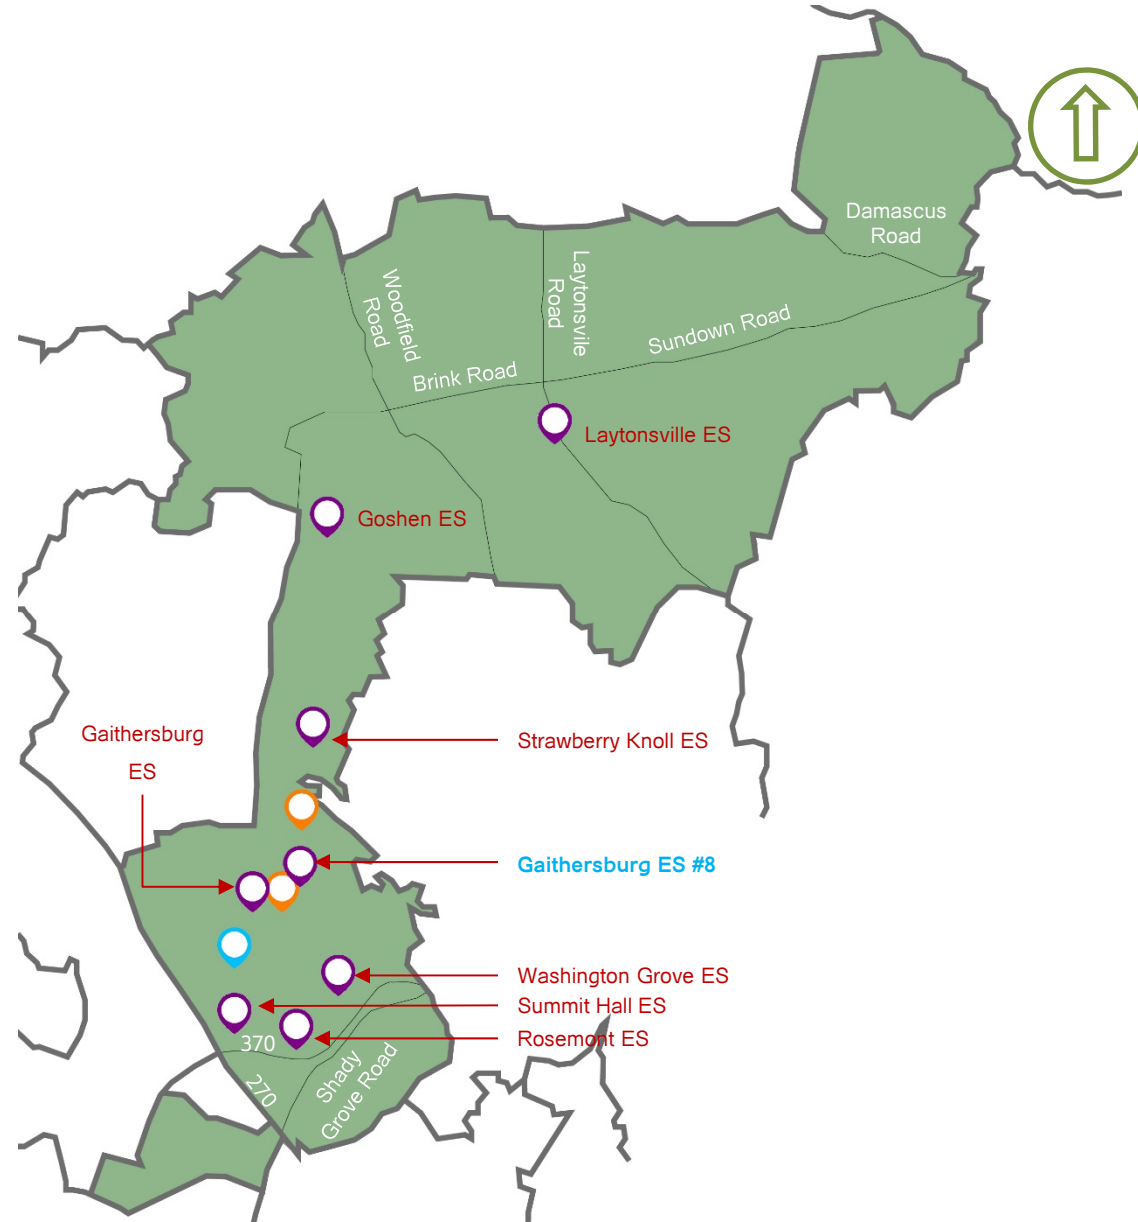 Damascus
Road
Laytonsvile
Road
Woodfield
Road
Sundown Road
Brink Road
Laytonsville ES
Goshen ES
Gaithersburg
ES
Strawberry Knoll ES
Gaithersburg ES #8
Washington Grove ES
Summit Hall ES
Rosemont ES
370
270
Shady
Grove Road